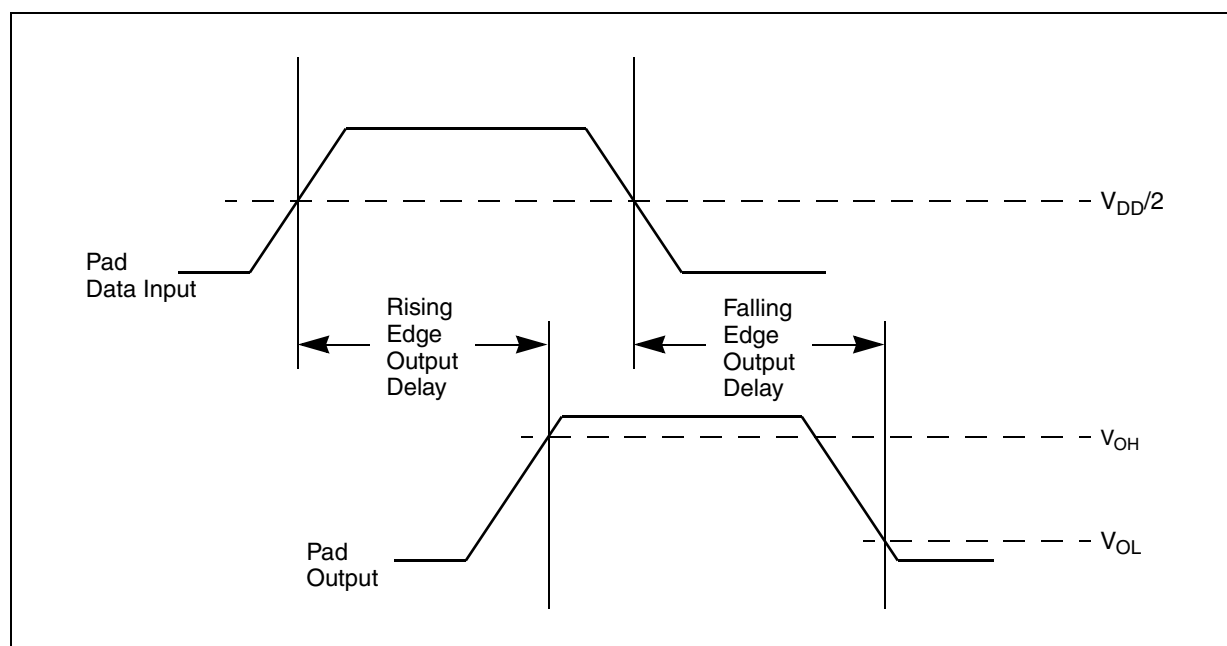 V_DD/2
Pad
Data Input
Rising
Edge
Output
Delay
Falling
Edge
Output
Delay
V_OH
V_OL
Pad
Output